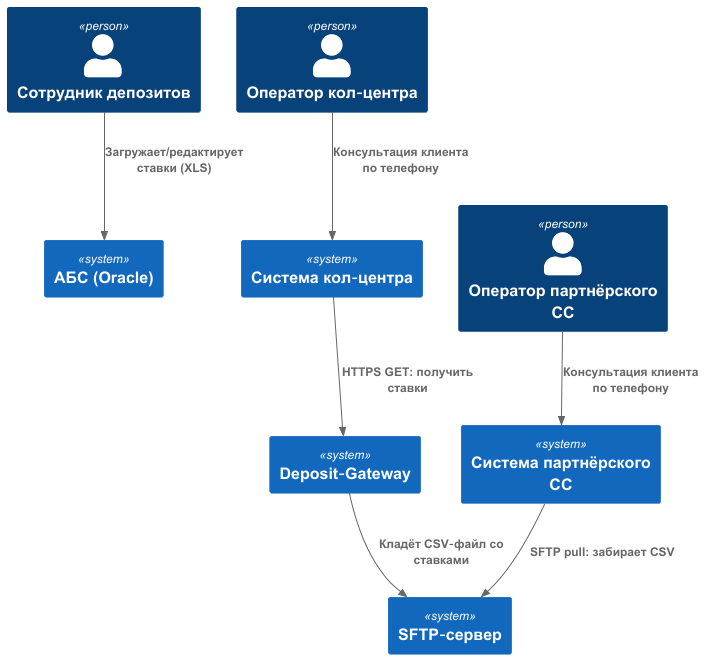 «person»
Сотрудник депозитов
«person»
Оператор кол-центра
Загружает/редактирует
ставки (XLS)
Консультация клиента
по телефону
«person»
Оператор партнёрского
СС
«system»
АБС (Oracle)
«system»
Система кол-центра
HTTPS GET: получить
ставки
Консультация клиента
по телефону
«system»
Deposit-Gateway
«system»
Система партнёрского
СС
Кладёт CSV-файл со
ставками
SFTP pull: забирает CSV
«system»
SFTP-сервер